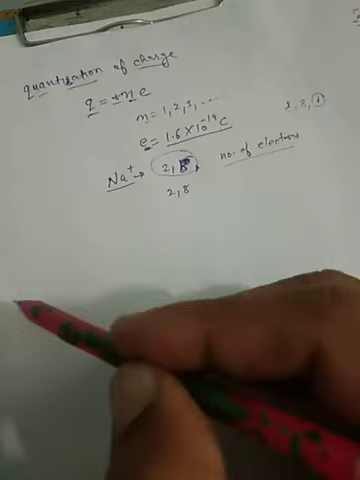 quantization of charge
q = ±ne
n = 1, 2, 3, ....
e = 1.6 × 10⁻¹⁹ C
2, 8, 1
Na⁺ → 2, 8
no. of electrons
2, 8